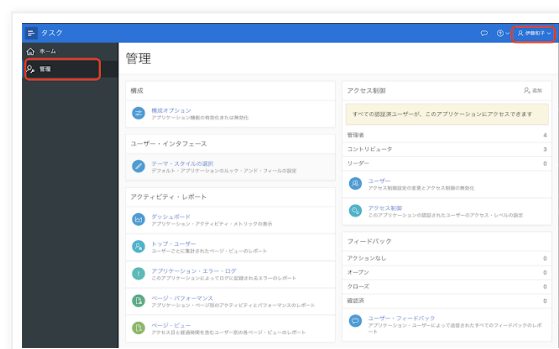 タスク
伊藤和子
ホーム
管理
管理
構成
構成オプション
アプリケーション機能の有効化または無効化
ユーザー・インタフェース
テーマ・スタイルの選択
デフォルト・アプリケーションのルック・アンド・フィールの設定
アクティビティ・レポート
ダッシュボード
アプリケーション・アクティビティ・メトリックの表示
トップ・ユーザー
ユーザーごとに集計されたページ・ビューのレポート
アプリケーション・エラー・ログ
このアプリケーションによってログに記録されるエラーのレポート
ページ・パフォーマンス
アプリケーション・ページ別のアクティビティとパフォーマンスのレポート
ページ・ビュー
アクセス日と経過時間を含むユーザー別の各ページ・ビューのレポート
アクセス制御
追加
すべての認証済ユーザーが、このアプリケーションにアクセスできます
管理者 4
コントリビュータ 3
リーダー 0
ユーザー
アクセス制御設定の変更とアクセス制御の無効化
アクセス制御
このアプリケーションの認証されたユーザーのアクセス・レベルの設定
フィードバック
アクションなし 0
オープン 0
クローズ 0
確認済 0
ユーザー・フィードバック
アプリケーション・ユーザーによって送信されたすべてのフィードバックのレポ
ート